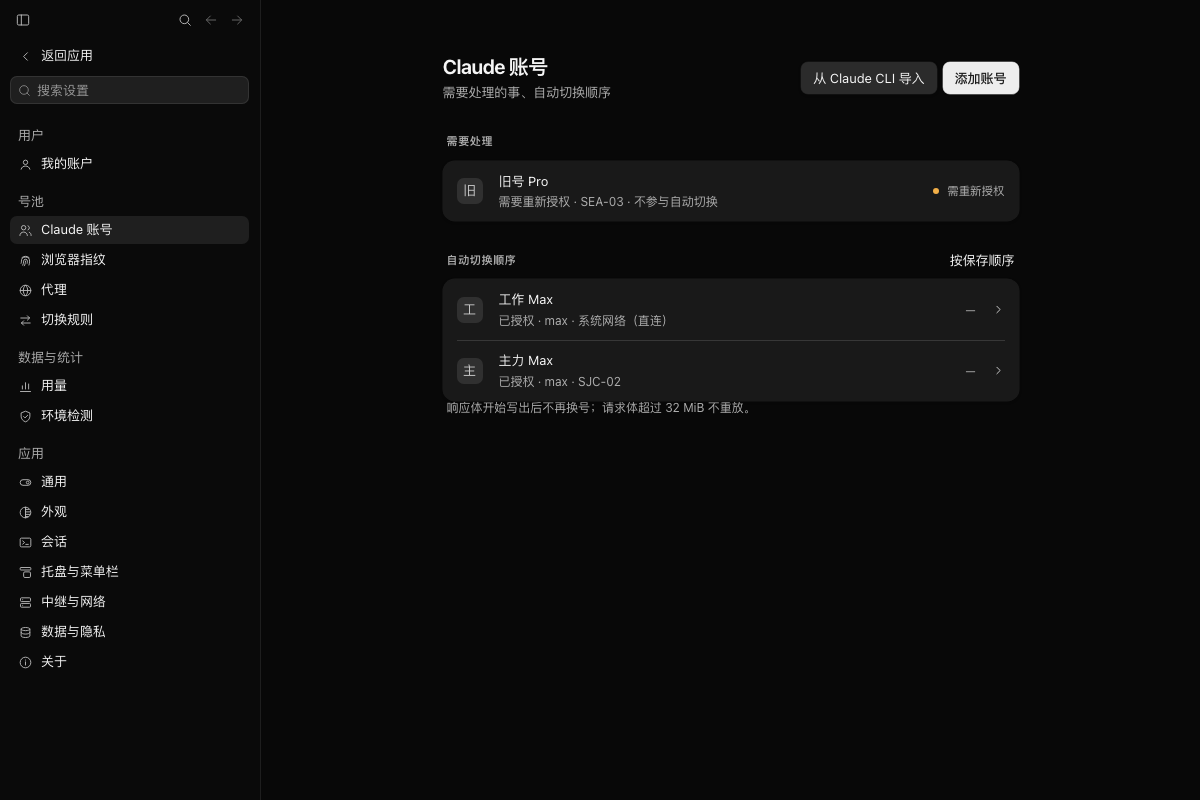 返回应用
搜索设置
用户
我的账户
号池
Claude 账号
浏览器指纹
代理
切换规则
数据与统计
用量
环境检测
应用
通用
外观
会话
托盘与菜单栏
中继与网络
数据与隐私
关于
Claude 账号
需要处理的事、自动切换顺序
从 Claude CLI 导入
添加账号
需要处理
旧
旧号 Pro
需要重新授权 · SEA-03 · 不参与自动切换
需重新授权
自动切换顺序
按保存顺序
工
工作 Max
已授权 · max · 系统网络（直连）
—
主
主力 Max
已授权 · max · SJC-02
—
响应体开始写出后不再换号；请求体超过 32 MiB 不重放。